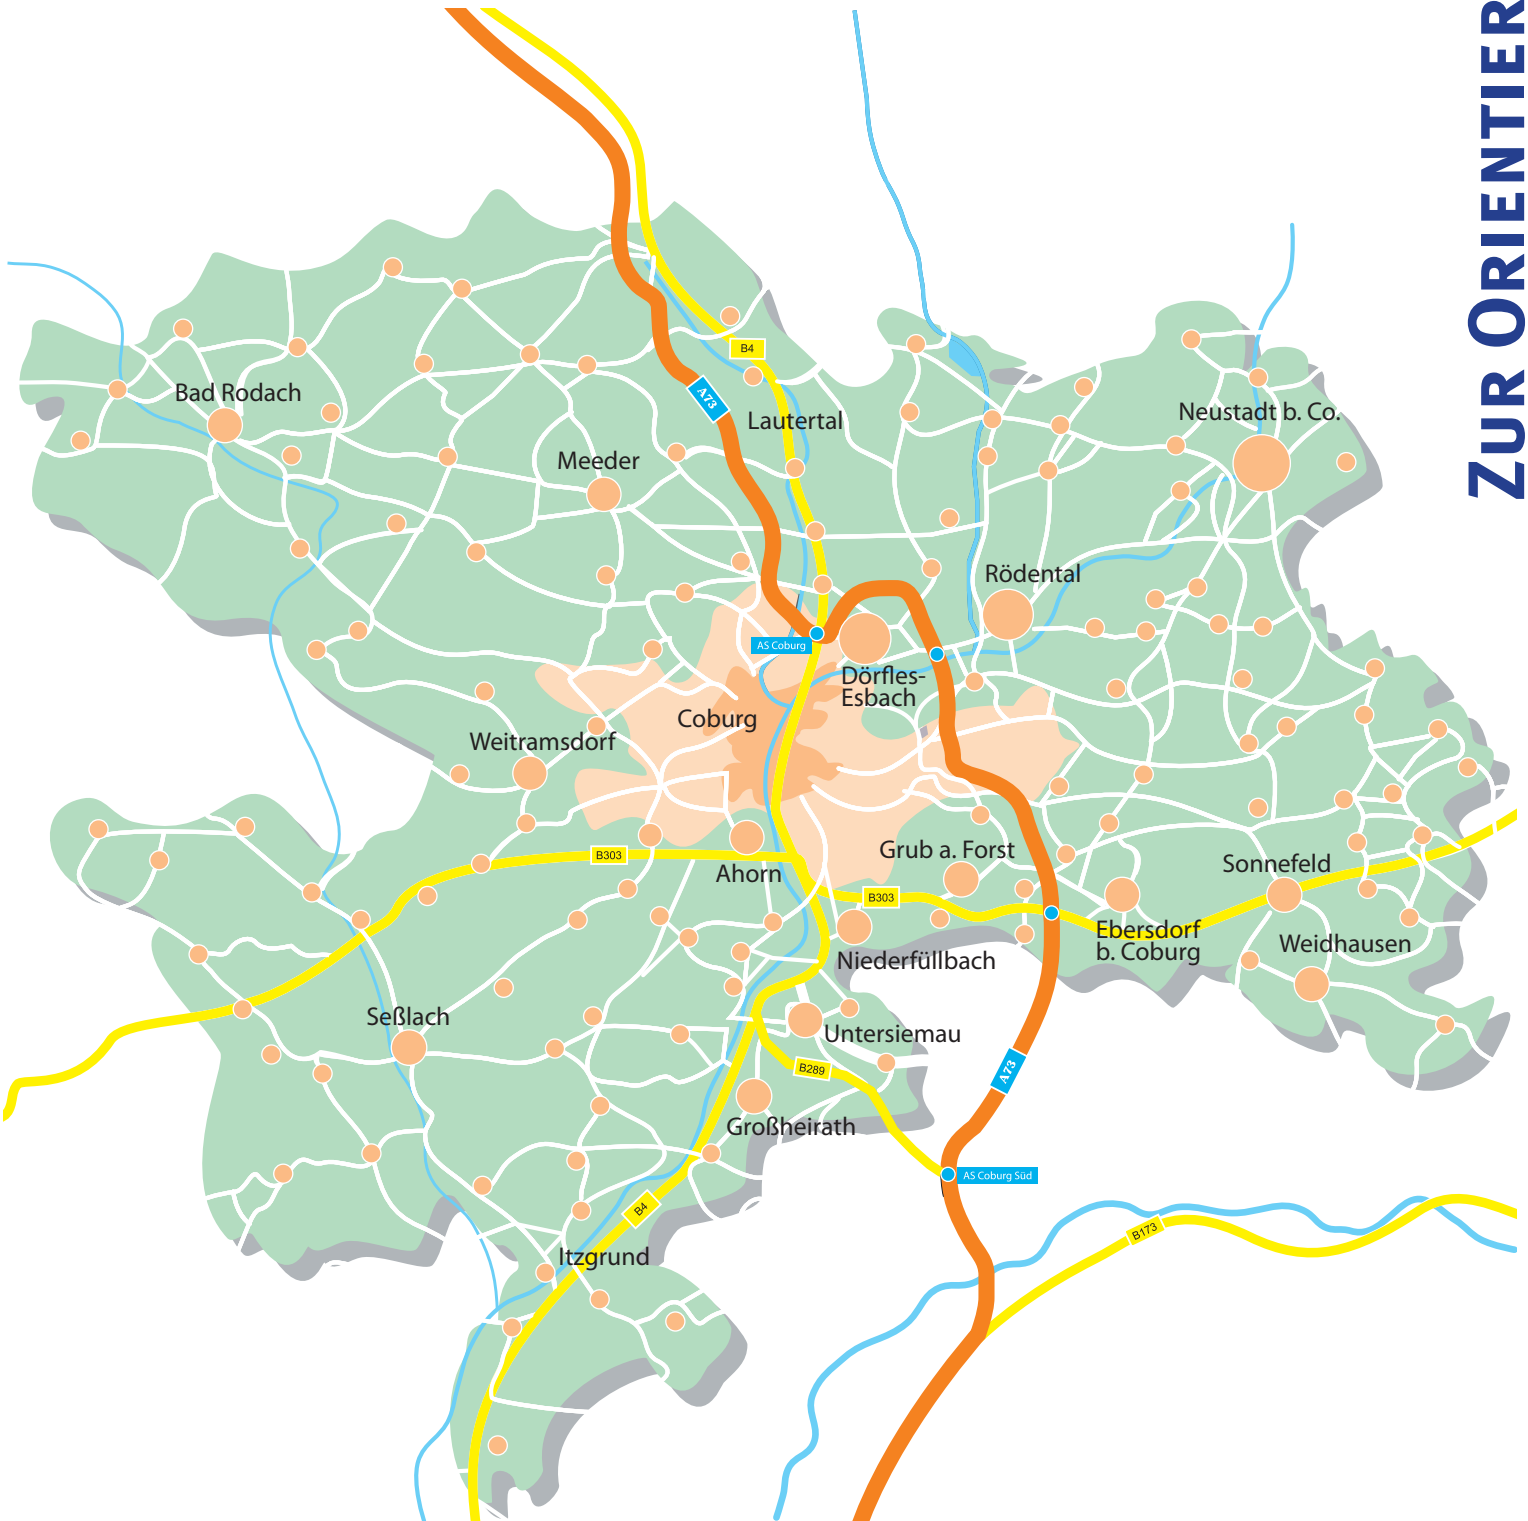 ZUR ORIENTIER
B4
A73
Bad Rodach
Lautertal
Neustadt b. Co.
Meeder
Rödental
AS Coburg
Dörfles-
Esbach
Coburg
Weitramsdorf
B303
Grub a. Forst
Ahorn
Sonnefeld
B303
Ebersdorf
b. Coburg
Weidhausen
Niederfüllbach
Seßlach
Untersiemau
B289
A73
Großheirath
AS Coburg Süd
B4
B173
Itzgrund